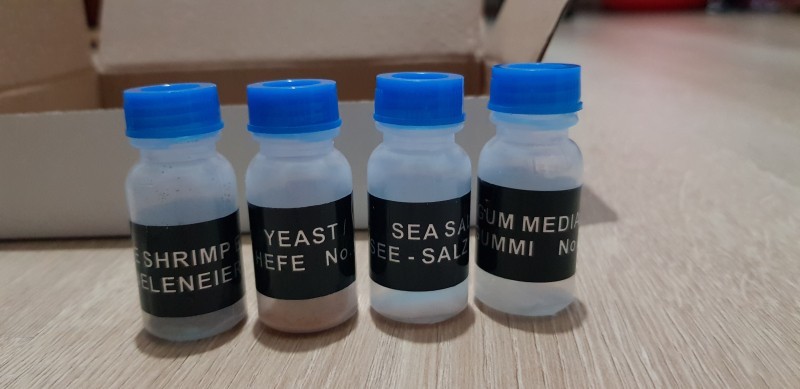 E SHRIMP E
ELENEIER
YEAST /
HEFE No.
SEA SA
SEE - SALZ
GUM MEDIA
UMMI No